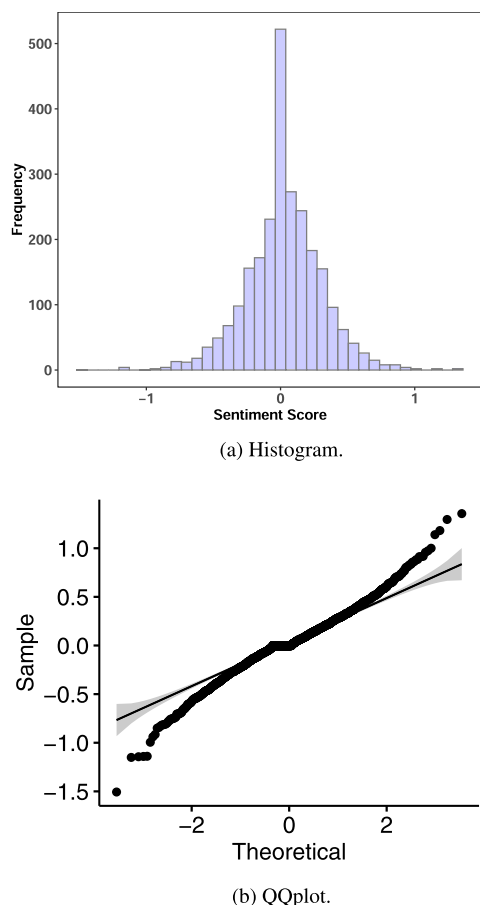 500
400
300
200
100
0
Frequency
−1 0 1
Sentiment Score
(a) Histogram.
1.0
0.5
0.0
−0.5
−1.0
−1.5
Sample
−2 0 2
Theoretical
(b) QQplot.